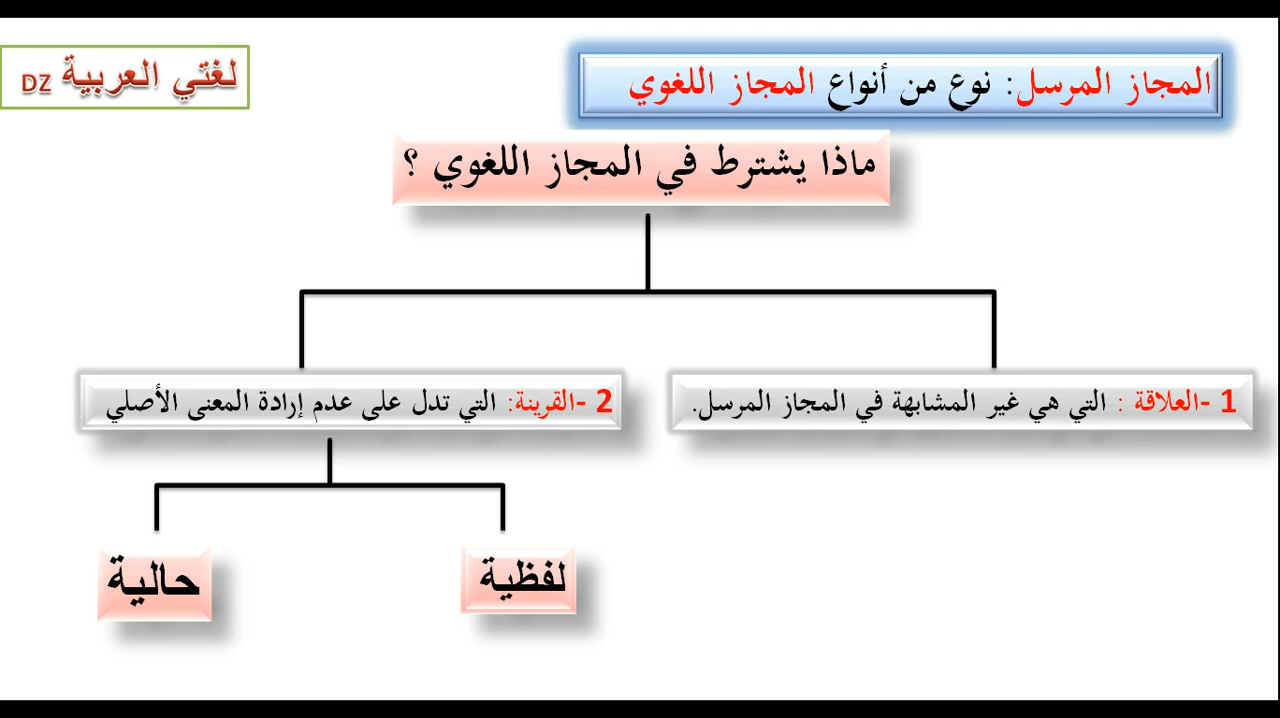 المجاز المرسل: نوع من أنواع المجاز اللغوي
لغتي العربية DZ
ماذا يشترط في المجاز اللغوي ؟
1 -العلاقة : التي هي غير المشابهة في المجاز المرسل.
2 -القرينة: التي تدل على عدم إرادة المعنى الأصلي
لفظية
حالية